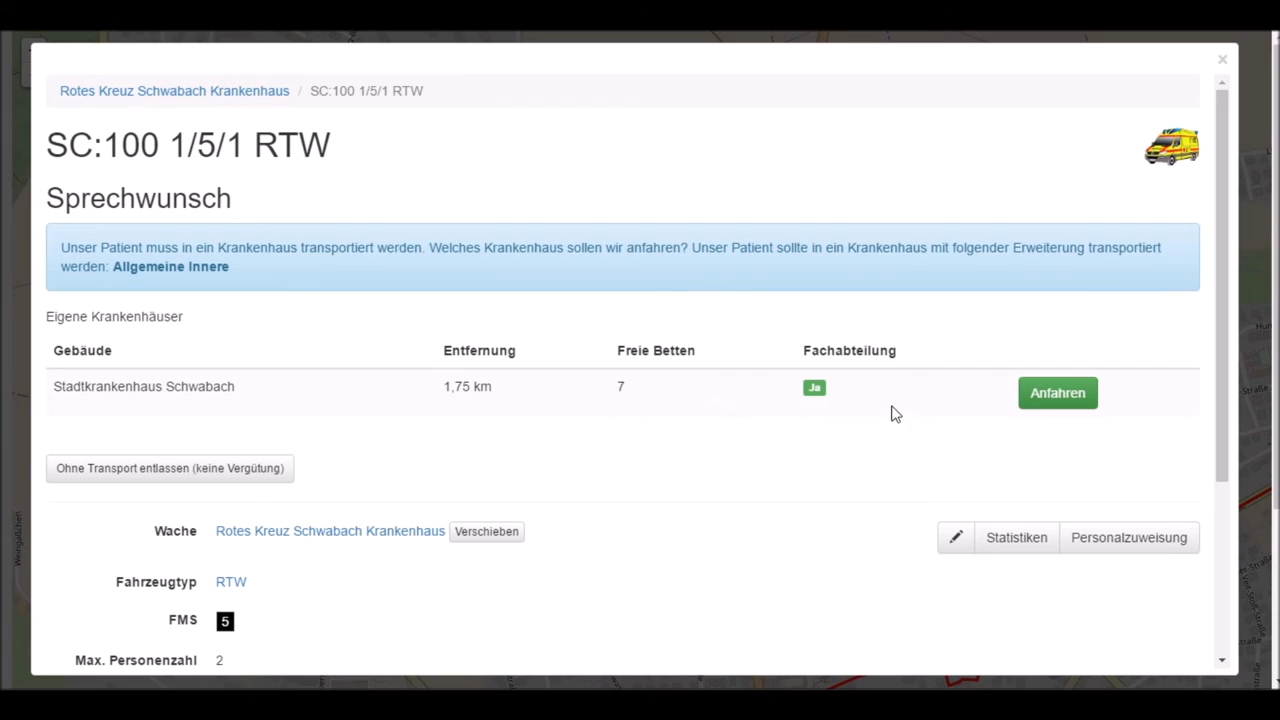 ×
Rotes Kreuz Schwabach Krankenhaus / SC:100 1/5/1 RTW
SC:100 1/5/1 RTW
Sprechwunsch
Unser Patient muss in ein Krankenhaus transportiert werden. Welches Krankenhaus sollen wir anfahren? Unser Patient sollte in ein Krankenhaus mit folgender Erweiterung transportiert
werden: Allgemeine Innere
Eigene Krankenhäuser
Gebäude Entfernung Freie Betten Fachabteilung
Stadtkrankenhaus Schwabach 1,75 km 7 Ja Anfahren
Ohne Transport entlassen (keine Vergütung)
Wache Rotes Kreuz Schwabach Krankenhaus Verschieben Statistiken Personalzuweisung
Fahrzeugtyp RTW
FMS 5
Max. Personenzahl 2